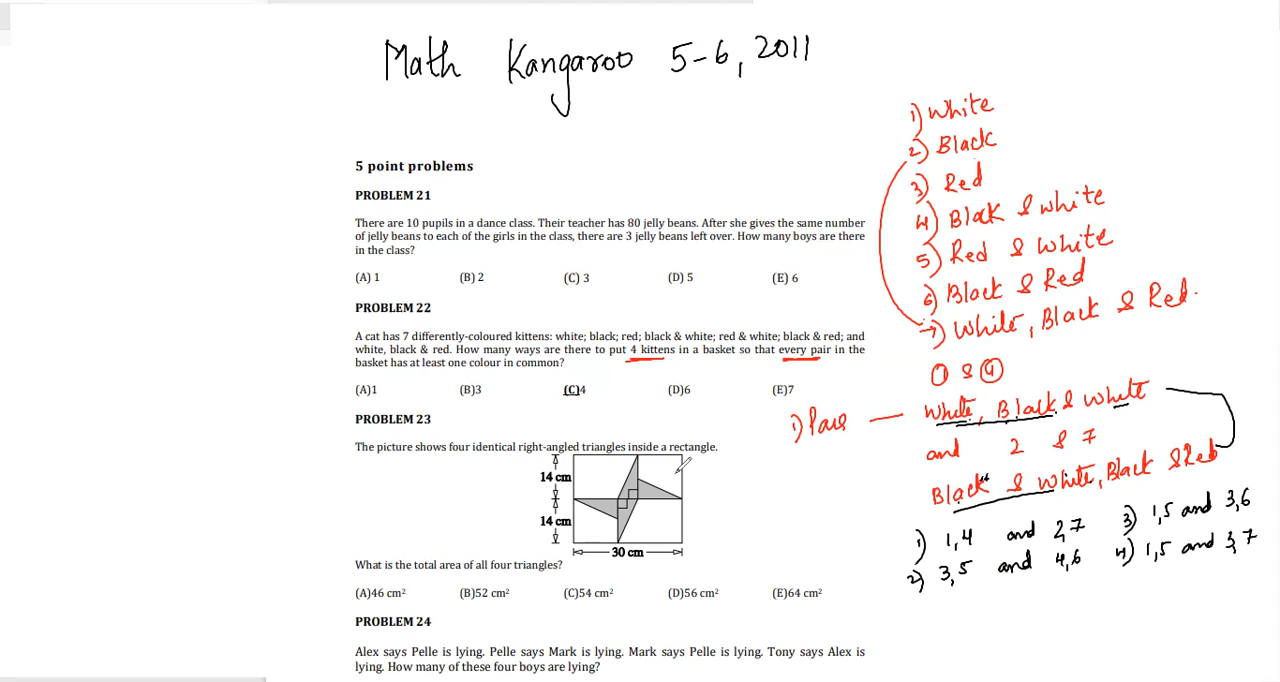 Math Kangaroo 5-6, 2011
5 point problems
PROBLEM 21
There are 10 pupils in a dance class. Their teacher has 80 jelly beans. After she gives the same number
of jelly beans to each of the girls in the class, there are 3 jelly beans left over. How many boys are there
in the class?
(A) 1 (B) 2 (C) 3 (D) 5 (E) 6
PROBLEM 22
A cat has 7 differently-coloured kittens: white; black; red; black & white; red & white; black & red; and
white, black & red. How many ways are there to put 4 kittens in a basket so that every pair in the
basket has at least one colour in common?
(A)1 (B)3 (C)4 (D)6 (E)7
PROBLEM 23
The picture shows four identical right-angled triangles inside a rectangle.
14 cm
14 cm
30 cm
What is the total area of all four triangles?
(A)46 cm² (B)52 cm² (C)54 cm² (D)56 cm² (E)64 cm²
PROBLEM 24
Alex says Pelle is lying. Pelle says Mark is lying. Mark says Pelle is lying. Tony says Alex is
lying. How many of these four boys are lying?
1) White
2) Black
3) Red
4) Black & white
5) Red & White
6) Black & Red
7) White, Black & Red.
1 & 4
1) Pair — White, Black & White
and 2 & 7
Black & White, Black & Red
1) 1,4 and 2,7 3) 1,5 and 3,6
2) 3,5 and 4,6 4) 1,5 and 3,7